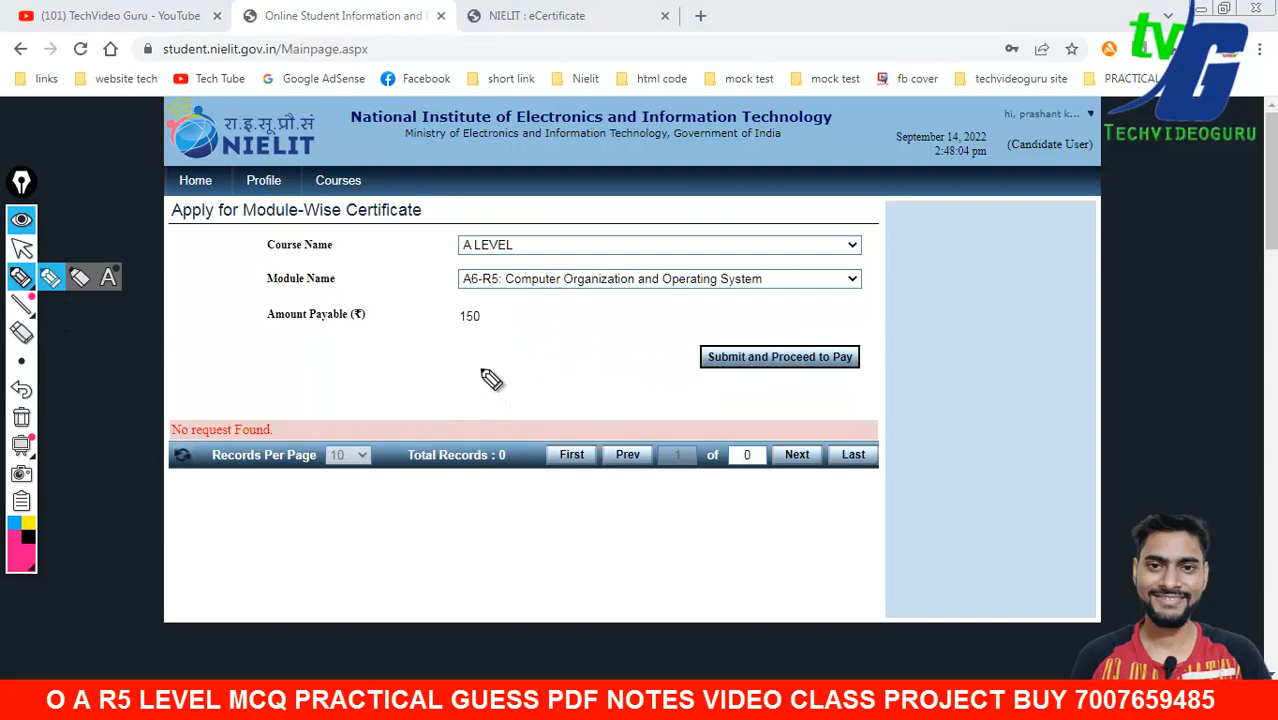 (101) TechVideo Guru - YouTube
Online Student Information and E
NIELIT : eCertificate
student.nielit.gov.in/Mainpage.aspx
links
website tech
Tech Tube
Google AdSense
Facebook
short link
Nielit
html code
mock test
mock test
fb cover
techvideoguru site
PRACTICAL
tv
G
TECHVIDEOGURU
रा.इ.सू.प्रौ.सं
NIELIT
National Institute of Electronics and Information Technology
Ministry of Electronics and Information Technology, Government of India
hi, prashant k...
September 14, 2022
2:48:04 pm
(Candidate User)
Home
Profile
Courses
Apply for Module-Wise Certificate
Course Name
A LEVEL
Module Name
A6-R5: Computer Organization and Operating System
Amount Payable (₹)
150
Submit and Proceed to Pay
A
No request Found.
Records Per Page
10
Total Records : 0
First
Prev
1
of
0
Next
Last
O A R5 LEVEL MCQ PRACTICAL GUESS PDF NOTES VIDEO CLASS PROJECT BUY 7007659485